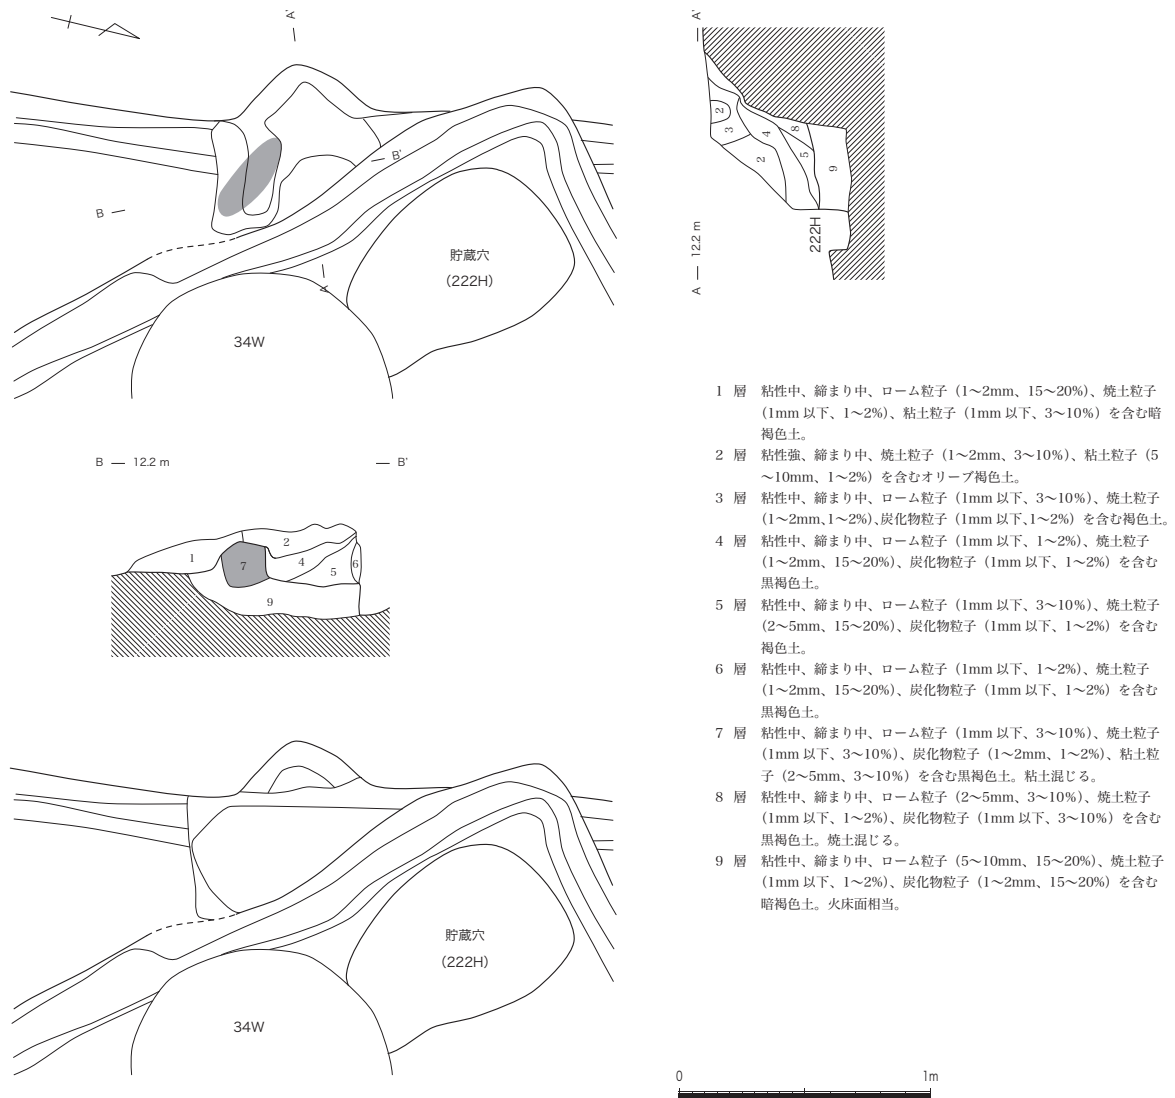 A'
B'
B
A
貯蔵穴
（222H）
34W
A'
2
3
4
8
2
5
9
222H
A — 12.2 m
B — 12.2 m
— B'
1
2
7
4
5
6
9
貯蔵穴
（222H）
34W
1 層 粘性中、締まり中、ローム粒子（1～2mm、15～20%）、焼土粒子
（1mm 以下、1～2%）、粘土粒子（1mm 以下、3～10%）を含む暗
褐色土。
2 層 粘性強、締まり中、焼土粒子（1～2mm、3～10%）、粘土粒子（5
～10mm、1～2%）を含むオリーブ褐色土。
3 層 粘性中、締まり中、ローム粒子（1mm 以下、3～10%）、焼土粒子
（1～2mm､1～2%）､炭化物粒子（1mm 以下､1～2%）を含む褐色土。
4 層 粘性中、締まり中、ローム粒子（1mm 以下、1～2%）、焼土粒子
（1～2mm、15～20%）、炭化物粒子（1mm 以下、1～2%）を含む
黒褐色土。
5 層 粘性中、締まり中、ローム粒子（1mm 以下、3～10%）、焼土粒子
（2～5mm、15～20%）、炭化物粒子（1mm 以下、1～2%）を含む
褐色土。
6 層 粘性中、締まり中、ローム粒子（1mm 以下、1～2%）、焼土粒子
（1～2mm、15～20%）、炭化物粒子（1mm 以下、1～2%）を含む
黒褐色土。
7 層 粘性中、締まり中、ローム粒子（1mm 以下、3～10%）、焼土粒子
（1mm 以下、3～10%）、炭化物粒子（1～2mm、1～2%）、粘土粒
子（2～5mm、3～10%）を含む黒褐色土。粘土混じる。
8 層 粘性中、締まり中、ローム粒子（2～5mm、3～10%）、焼土粒子
（1mm 以下、1～2%）、炭化物粒子（1mm 以下、3～10%）を含む
黒褐色土。焼土混じる。
9 層 粘性中、締まり中、ローム粒子（5～10mm、15～20%）、焼土粒子
（1mm 以下、1～2%）、炭化物粒子（1～2mm、15～20%）を含む
暗褐色土。火床面相当。
0 1m